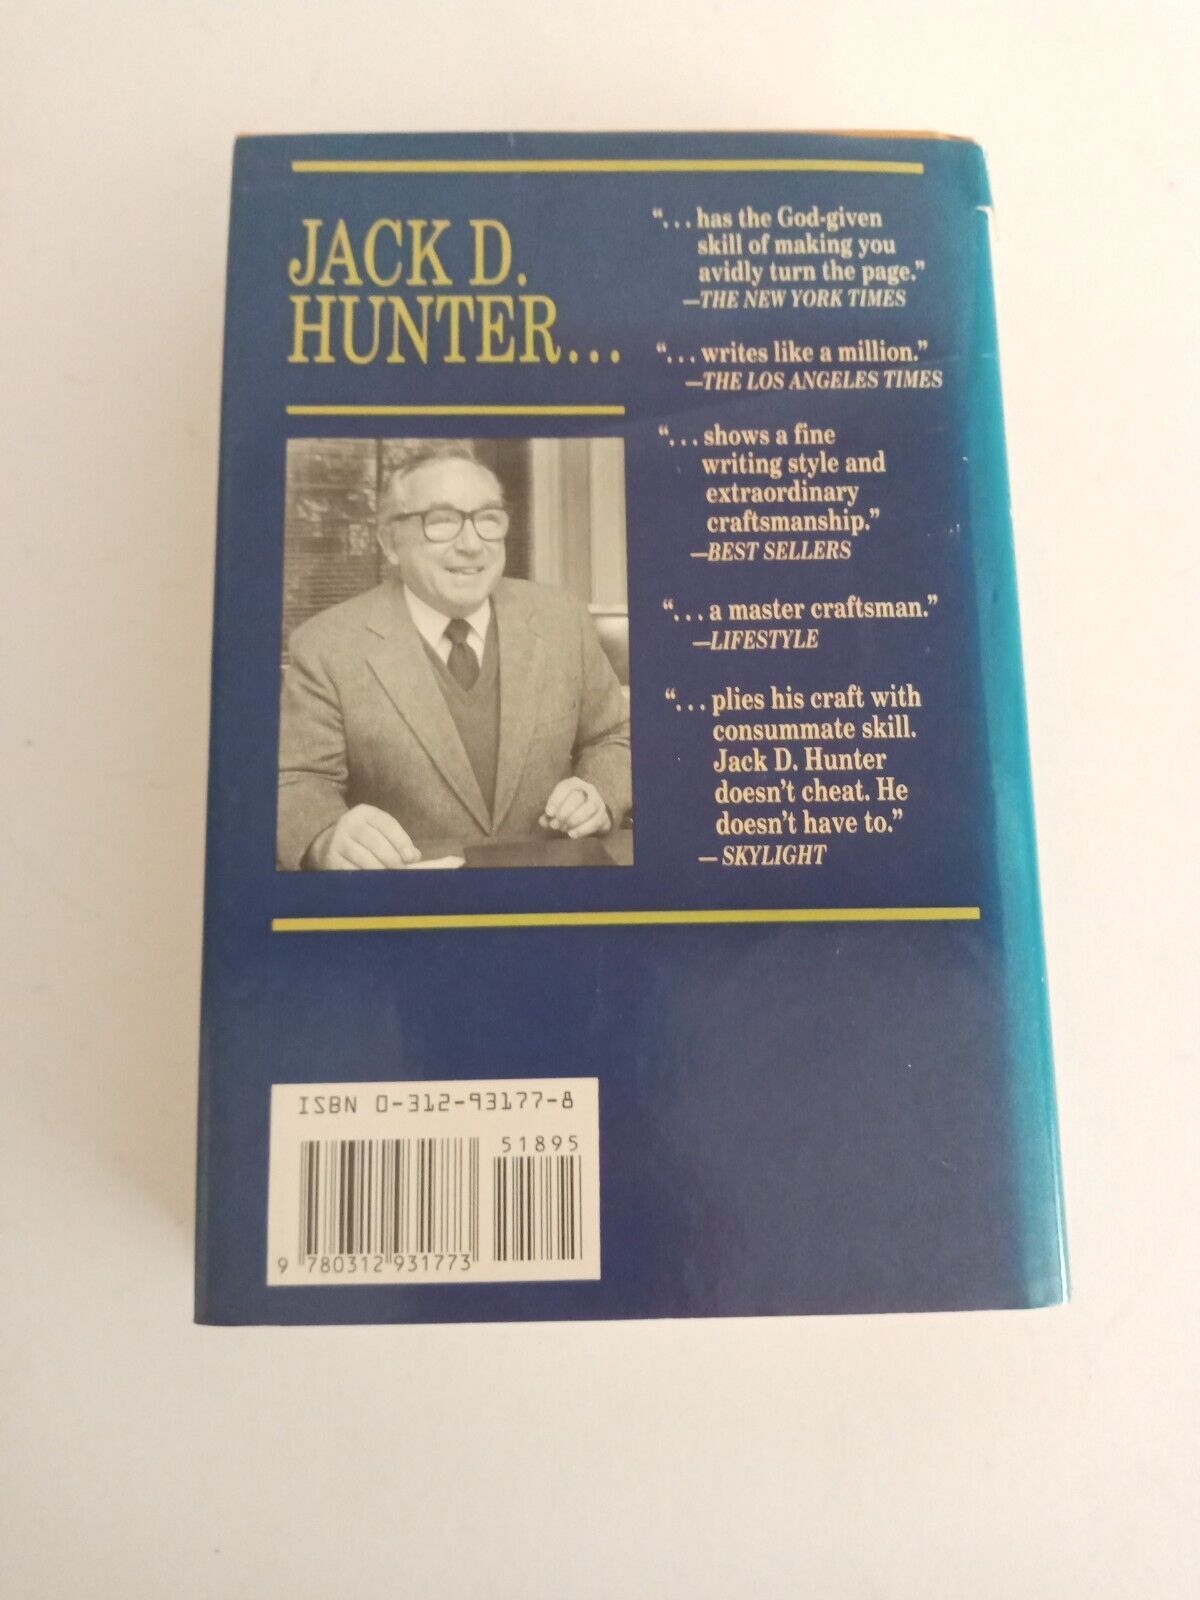 JACK D.
HUNTER...
“... has the God-given
skill of making you
avidly turn the page.”
—THE NEW YORK TIMES
“... writes like a million.”
—THE LOS ANGELES TIMES
“... shows a fine
writing style and
extraordinary
craftsmanship.”
—BEST SELLERS
“... a master craftsman.”
—LIFESTYLE
“... plies his craft with
consummate skill.
Jack D. Hunter
doesn’t cheat. He
doesn’t have to.”
— SKYLIGHT
ISBN 0-312-93177-8
51895
9 780312 931773